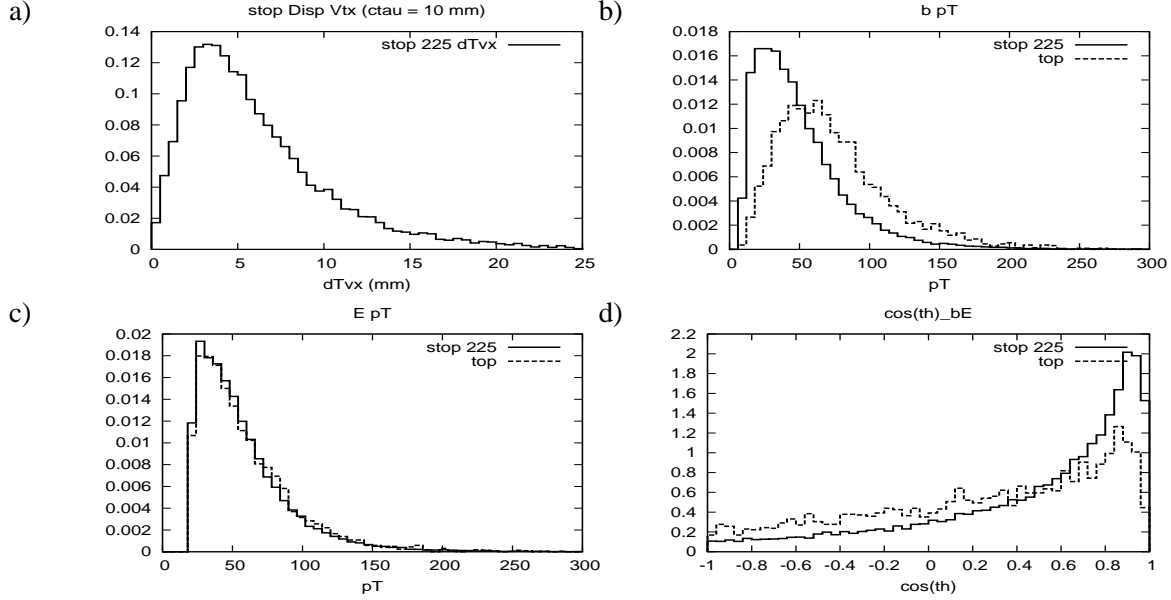 a)
stop Disp Vtx (ctau = 10 mm)
0.14
0.12
0.1
0.08
0.06
0.04
0.02
0
stop 225 dTvx
0 5 10 15 20 25
dTvx (mm)
b)
b pT
0.018
0.016
0.014
0.012
0.01
0.008
0.006
0.004
0.002
0
stop 225
top
0 50 100 150 200 250 300
pT
c)
E pT
0.02
0.018
0.016
0.014
0.012
0.01
0.008
0.006
0.004
0.002
0
stop 225
top
0 50 100 150 200 250 300
pT
d)
cos(th)_bE
2.2
2
1.8
1.6
1.4
1.2
1
0.8
0.6
0.4
0.2
0
stop 225
top
-1 -0.8 -0.6 -0.4 -0.2 0 0.2 0.4 0.6 0.8 1
cos(th)